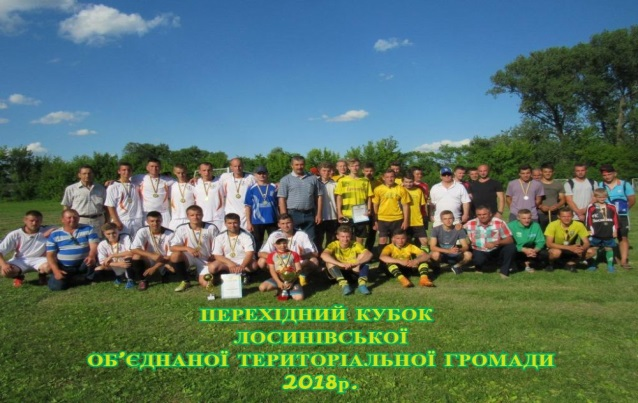 ПЕРЕХІДНИЙ КУБОК
ЛОСИНІВСЬКОЇ
ОБ'ЄДНАНОЇ ТЕРИТОРІАЛЬНОЇ ГРОМАДИ
2018р.